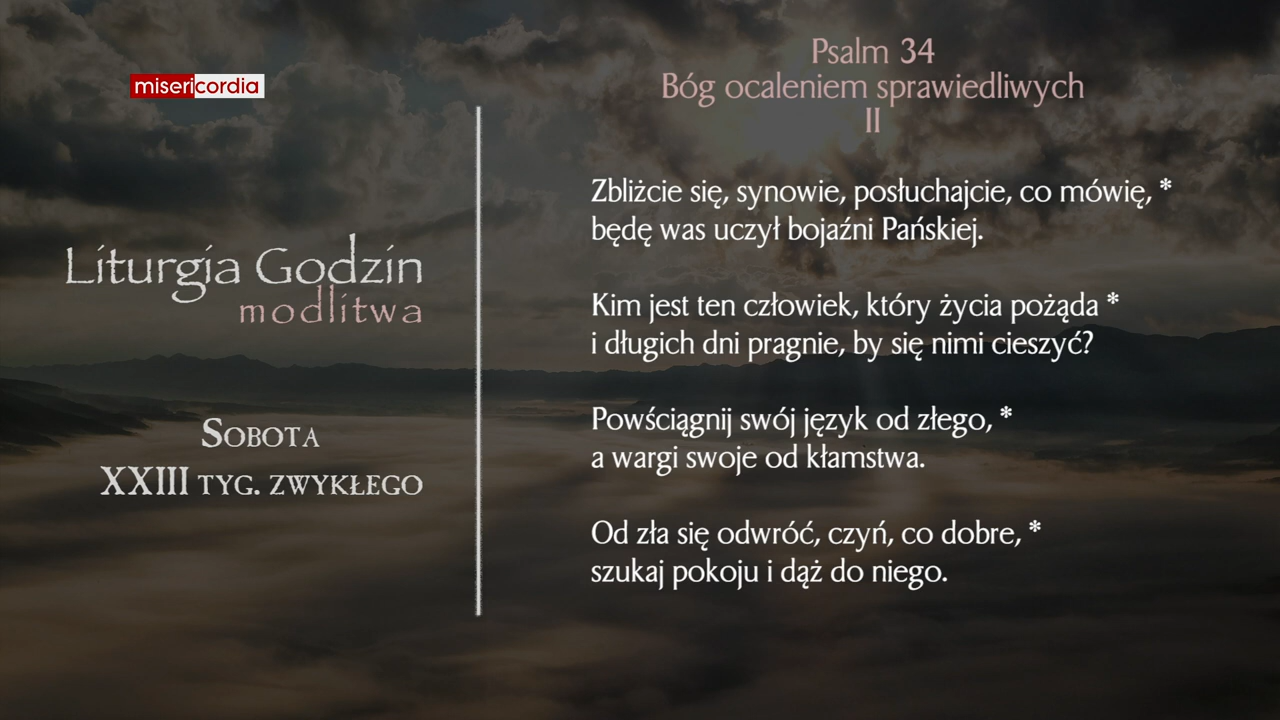 misericordia
Liturgia Godzin
modlitwa
Sobota
XXIII tyg. zwykłego
Psalm 34
Bóg ocaleniem sprawiedliwych
II
Zbliżcie się, synowie, posłuchajcie, co mówię, *
będę was uczył bojaźni Pańskiej.
Kim jest ten człowiek, który życia pożąda *
i długich dni pragnie, by się nimi cieszyć?
Powściągnij swój język od złego, *
a wargi swoje od kłamstwa.
Od zła się odwróć, czyń, co dobre, *
szukaj pokoju i dąż do niego.